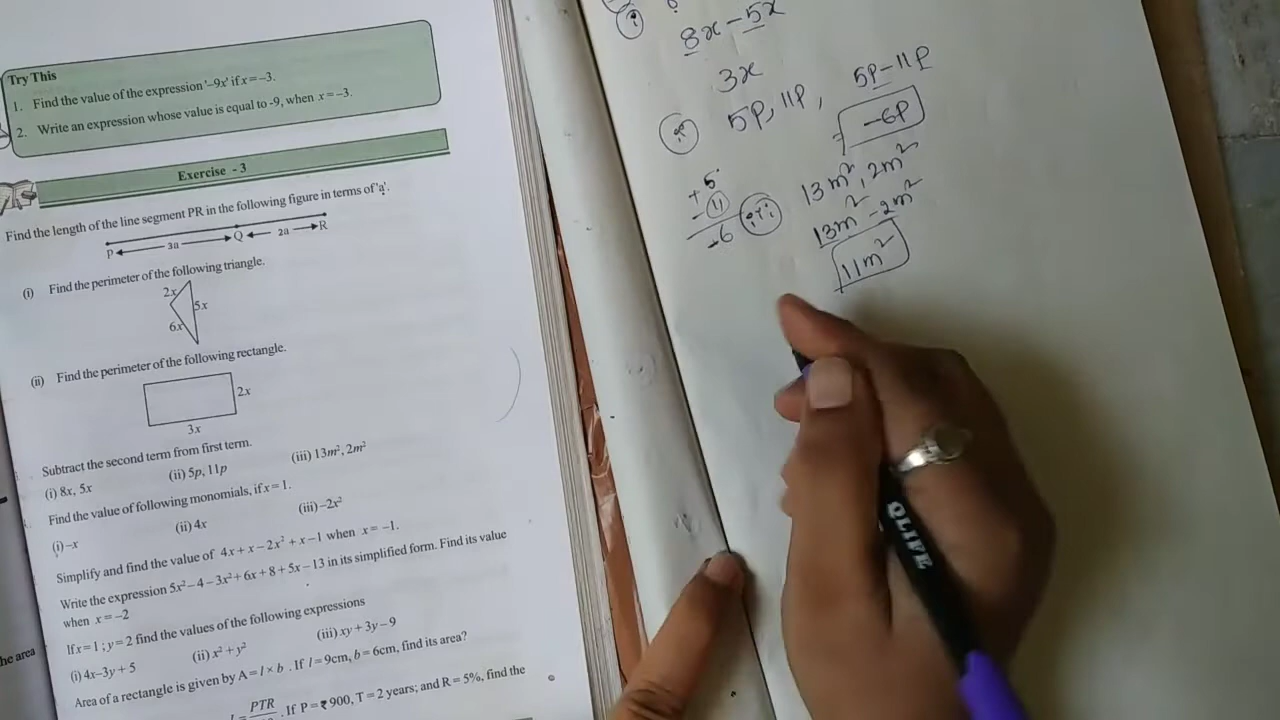 Try This
1. Find the value of the expression '-9x' if x = -3.
2. Write an expression whose value is equal to -9, when x = -3.
Exercise - 3
Find the length of the line segment PR in the following figure in terms of 'a'.
P 3a Q 2a R
(i) Find the perimeter of the following triangle.
2x
5x
6x
(ii) Find the perimeter of the following rectangle.
2x
3x
Subtract the second term from first term.
(i) 8x, 5x (ii) 5p, 11p (iii) 13m², 2m²
Find the value of following monomials, if x = 1.
(i) -x (ii) 4x (iii) -2x²
Simplify and find the value of 4x + x - 2x² + x - 1 when x = -1.
Write the expression 5x² - 4 - 3x² + 6x + 8 + 5x - 13 in its simplified form. Find its value
when x = -2
If x = 1 ; y = 2 find the values of the following expressions
(i) 4x-3y + 5 (ii) x² + y² (iii) xy + 3y - 9
Area of a rectangle is given by A = l × b . If l = 9cm, b = 6cm, find its area?
PTR
. If P = ₹ 900, T = 2 years; and R = 5%, find the
he area
(i)
8x - 5x
3x
(ii) 5p, 11p, 5p - 11p
= -6p
+5
-11
-6
(iii) 13m², 2m²
13m² - 2m²
11m²
QLIFE